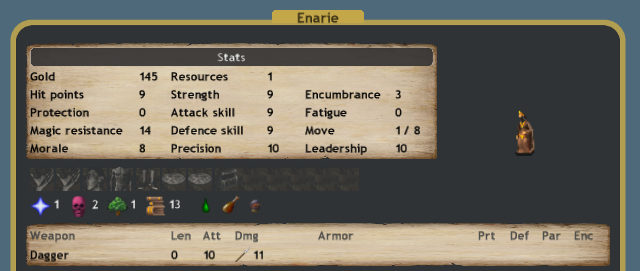 Enarie
Stats
Gold 145 Resources 1
Hit points 9 Strength 9 Encumbrance 3
Protection 0 Attack skill 9 Fatigue 0
Magic resistance 14 Defence skill 9 Move 1 / 8
Morale 8 Precision 10 Leadership 10
1 2 1 13
Weapon Len Att Dmg Armor Prt Def Par Enc
Dagger 0 10 11